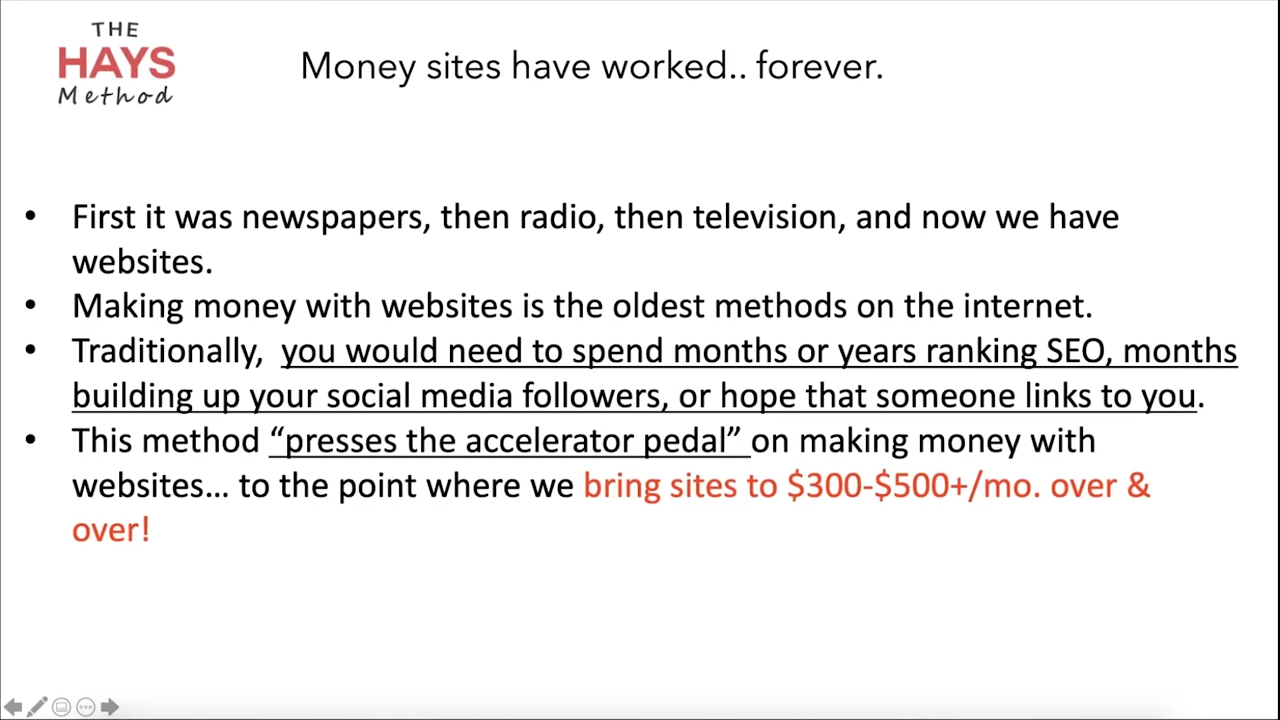 THE
HAYS
Method
Money sites have worked.. forever.
• First it was newspapers, then radio, then television, and now we have
websites.
• Making money with websites is the oldest methods on the internet.
• Traditionally,  you would need to spend months or years ranking SEO, months
building up your social media followers, or hope that someone links to you.
• This method “presses the accelerator pedal” on making money with
websites... to the point where we bring sites to $300-$500+/mo. over &
over!